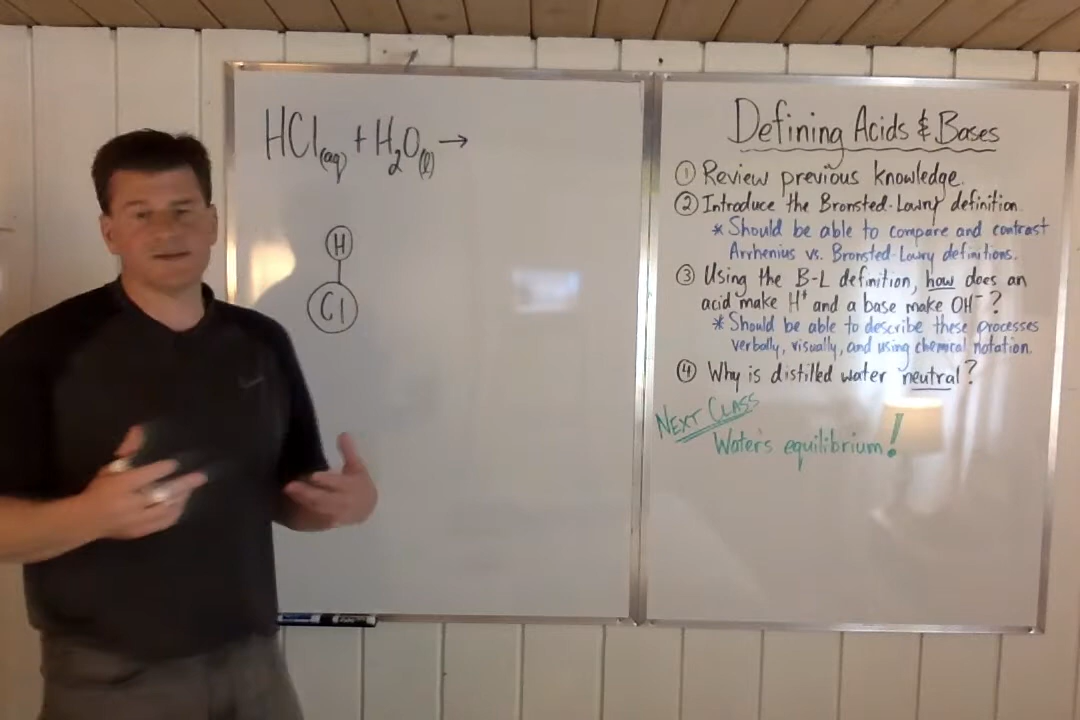 HCl(aq) + H₂O(l) →
H
Cl
Defining Acids & Bases
① Review previous knowledge.
② Introduce the Bronsted-Lowry definition.
* Should be able to compare and contrast
Arrhenius vs. Bronsted-Lowry definitions.
③ Using the B-L definition, how does an
acid make H⁺ and a base make OH⁻?
* Should be able to describe these processes
verbally, visually, and using chemical notation.
④ Why is distilled water neutral?
NEXT CLASS
Water's equilibrium!